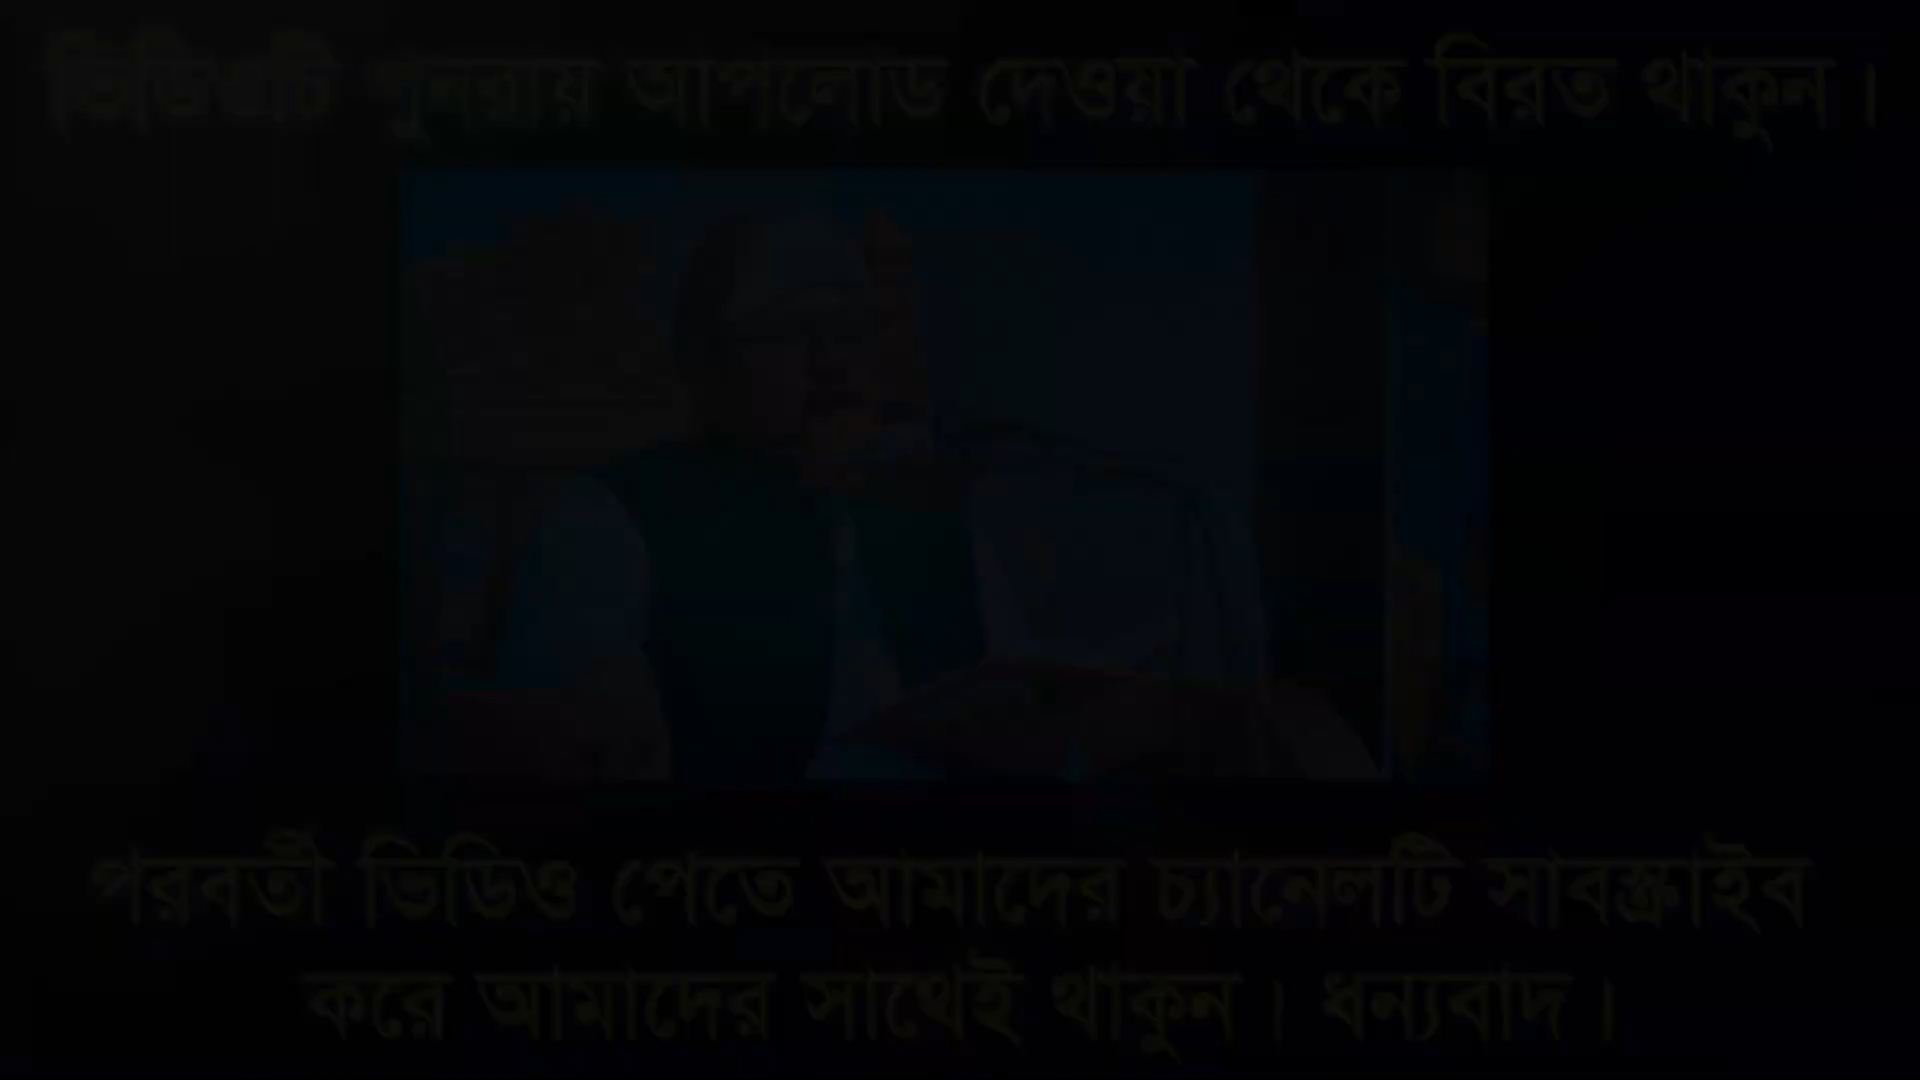 ভিডিওটি পুনরায় আপলোড দেওয়া থেকে বিরত থাকুন।
পরবর্তী ভিডিও পেতে আমাদের চ্যানেলটি সাবস্ক্রাইব
করে আমাদের সাথেই থাকুন। ধন্যবাদ।